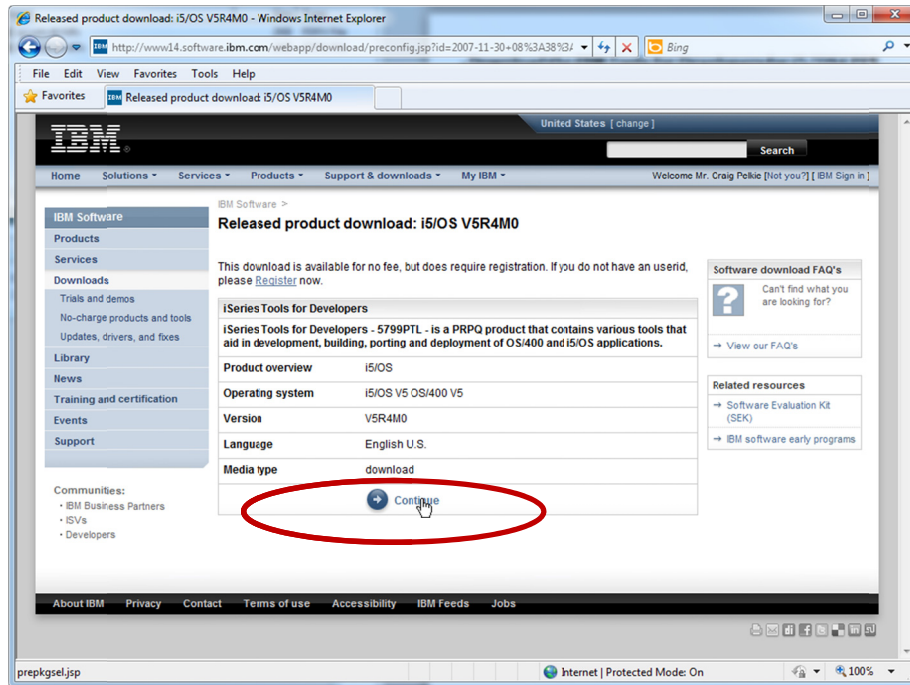 Released product download: i5/OS V5R4M0 - Windows Internet Explorer
http://www14.software.ibm.com/webapp/download/preconfig.jsp?id=2007-11-30+08%3A38%3A
Bing
File Edit View Favorites Tools Help
Favorites
IBM Released product download: i5/OS V5R4M0
United States [ change ]
IBM®
Search
Home Solutions Services Products Support & downloads My IBM
Welcome Mr. Craig Pelkie [Not you?] [ IBM Sign in ]
IBM Software
Products
Services
Downloads
Trials and demos
No-charge products and tools
Updates, drivers, and fixes
Library
News
Training and certification
Events
Support
Communities:
IBM Business Partners
ISVs
Developers
IBM Software >
Released product download: i5/OS V5R4M0
This download is available for no fee, but does require registration. If you do not have an userid,
please Register now.
iSeries Tools for Developers
iSeries Tools for Developers - 5799PTL - is a PRPQ product that contains various tools that
aid in development, building, porting and deployment of OS/400 and i5/OS applications.
Product overview i5/OS
Operating system i5/OS V5 OS/400 V5
Version V5R4M0
Language English U.S.
Media type download
Continue
Software download FAQ's
Can't find what you
are looking for?
View our FAQ's
Related resources
Software Evaluation Kit
(SEK)
IBM software early programs
About IBM Privacy Contact Terms of use Accessibility IBM Feeds Jobs
prepkgsel.jsp
Internet | Protected Mode: On
100%